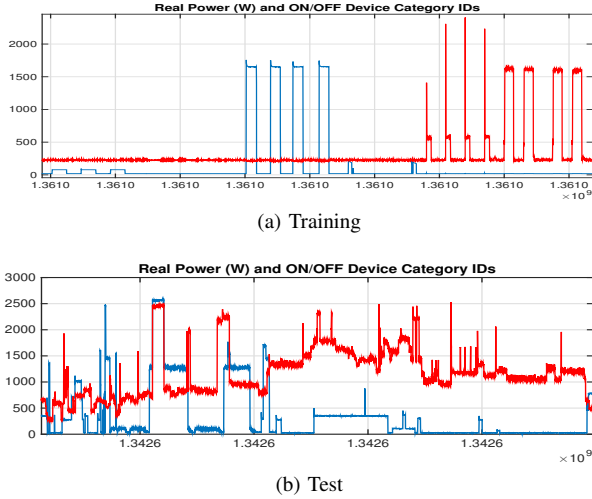 Real Power (W) and ON/OFF Device Category IDs
2000
1500
1000
500
0
1.3610 1.3610 1.3610 1.3610 1.3610 1.3610 1.3610 1.3610 1.3610
×10⁹
(a) Training
Real Power (W) and ON/OFF Device Category IDs
3000
2500
2000
1500
1000
500
0
1.3426 1.3426 1.3426 1.3426
×10⁹
(b) Test